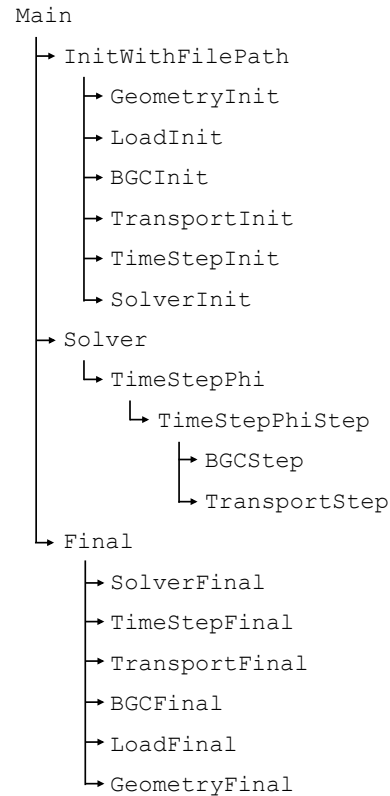 Main
InitWithFilePath
GeometryInit
LoadInit
BGCInit
TransportInit
TimeStepInit
SolverInit
Solver
TimeStepPhi
TimeStepPhiStep
BGCStep
TransportStep
Final
SolverFinal
TimeStepFinal
TransportFinal
BGCFinal
LoadFinal
GeometryFinal